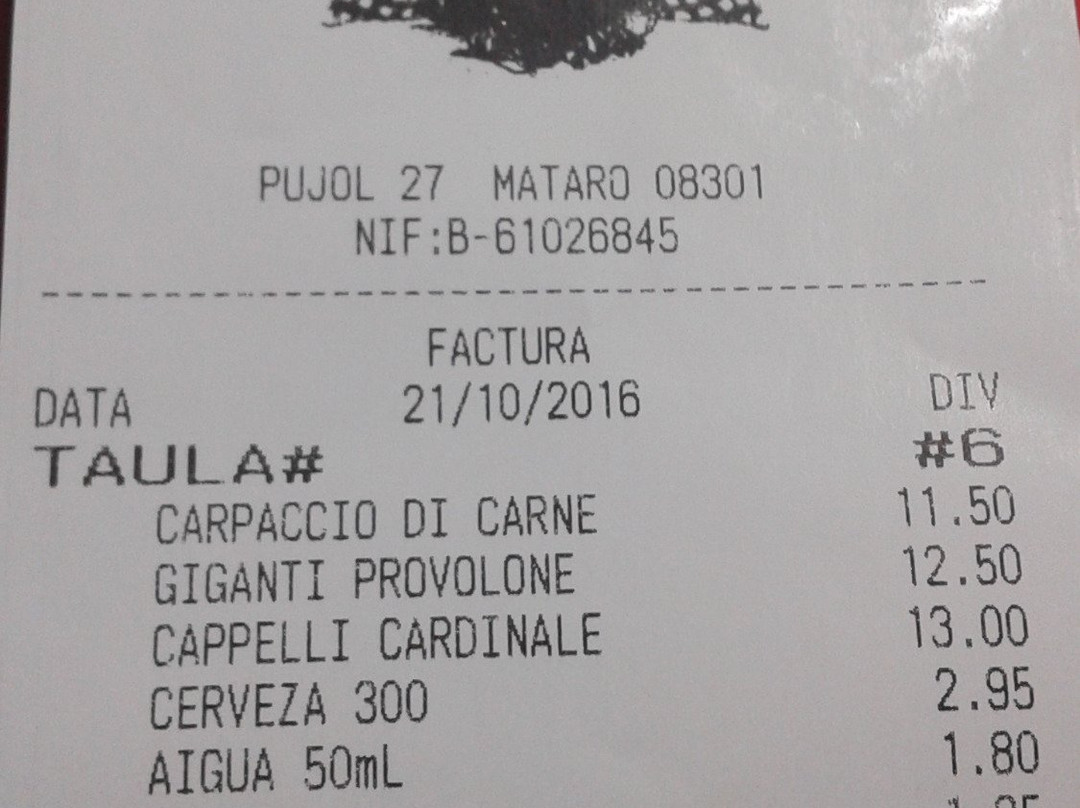 PUJOL 27 MATARO 08301
NIF:B-61026845
FACTURA
DATA 21/10/2016 DIV
TAULA# #6
CARPACCIO DI CARNE 11.50
GIGANTI PROVOLONE 12.50
CAPPELLI CARDINALE 13.00
CERVEZA 300 2.95
AIGUA 50mL 1.80